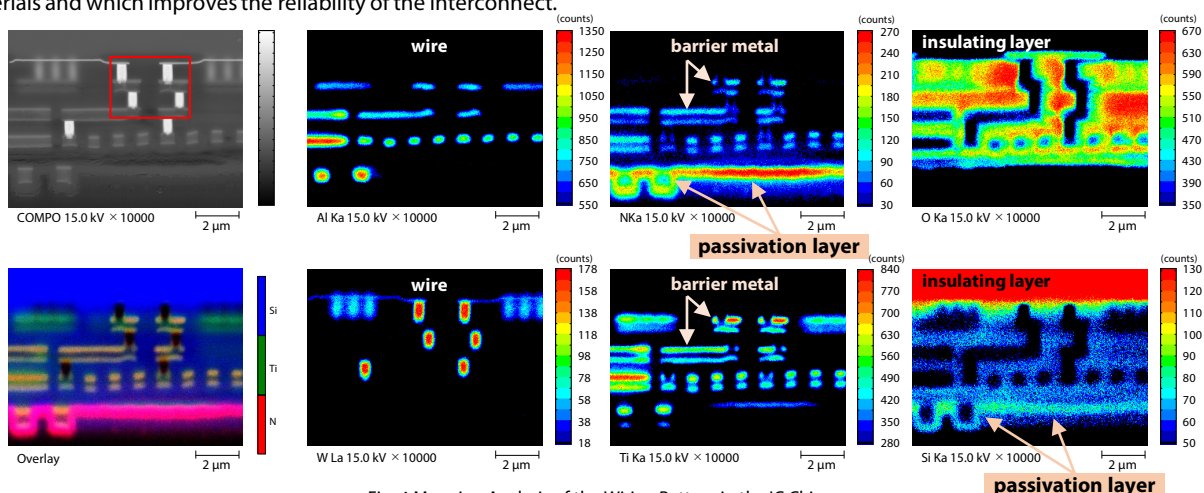 erials and which improves the reliability of the interconnect.
(counts)
(counts)
(counts)
wire
barrier metal
insulating layer
1350
1250
1150
1050
950
850
750
650
550
270
240
210
180
150
120
90
60
30
670
630
590
550
510
470
430
390
350
COMPO 15.0 kV ×10000
2 μm
Al Ka 15.0 kV ×10000
2 μm
NKa 15.0 kV ×10000
2 μm
O Ka 15.0 kV ×10000
2 μm
passivation layer
(counts)
(counts)
(counts)
wire
barrier metal
insulating layer
Si
Ti
N
178
158
138
118
98
78
58
38
18
840
770
700
630
560
490
420
350
280
130
120
110
100
90
80
70
60
50
Overlay
2 μm
W La 15.0 kV ×10000
2 μm
Ti Ka 15.0 kV ×10000
2 μm
Si Ka 15.0 kV ×10000
2 μm
passivation layer